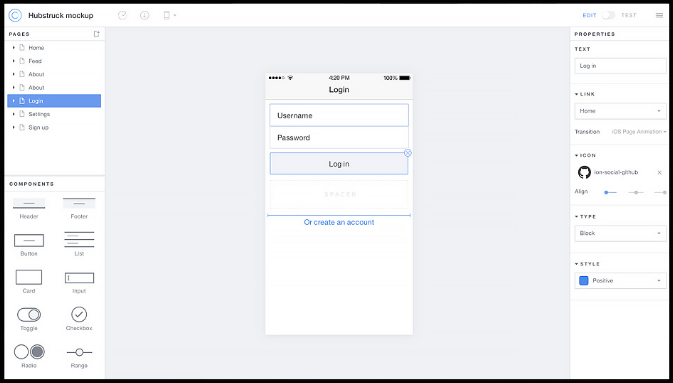 Hubstruck mockup
EDIT TEST
PAGES
Home
Feed
About
About
Login
Settings
Sign up
COMPONENTS
Header Footer
Button List
Card Input
Toggle Checkbox
Radio Range
4:20 PM 100%
Login
Username
Password
Log in
SPACER
Or create an account
PROPERTIES
TEXT
Log in
LINK
Home
Transition iOS Page Animation
ICON
ion-social-github
Align
TYPE
Block
STYLE
Positive